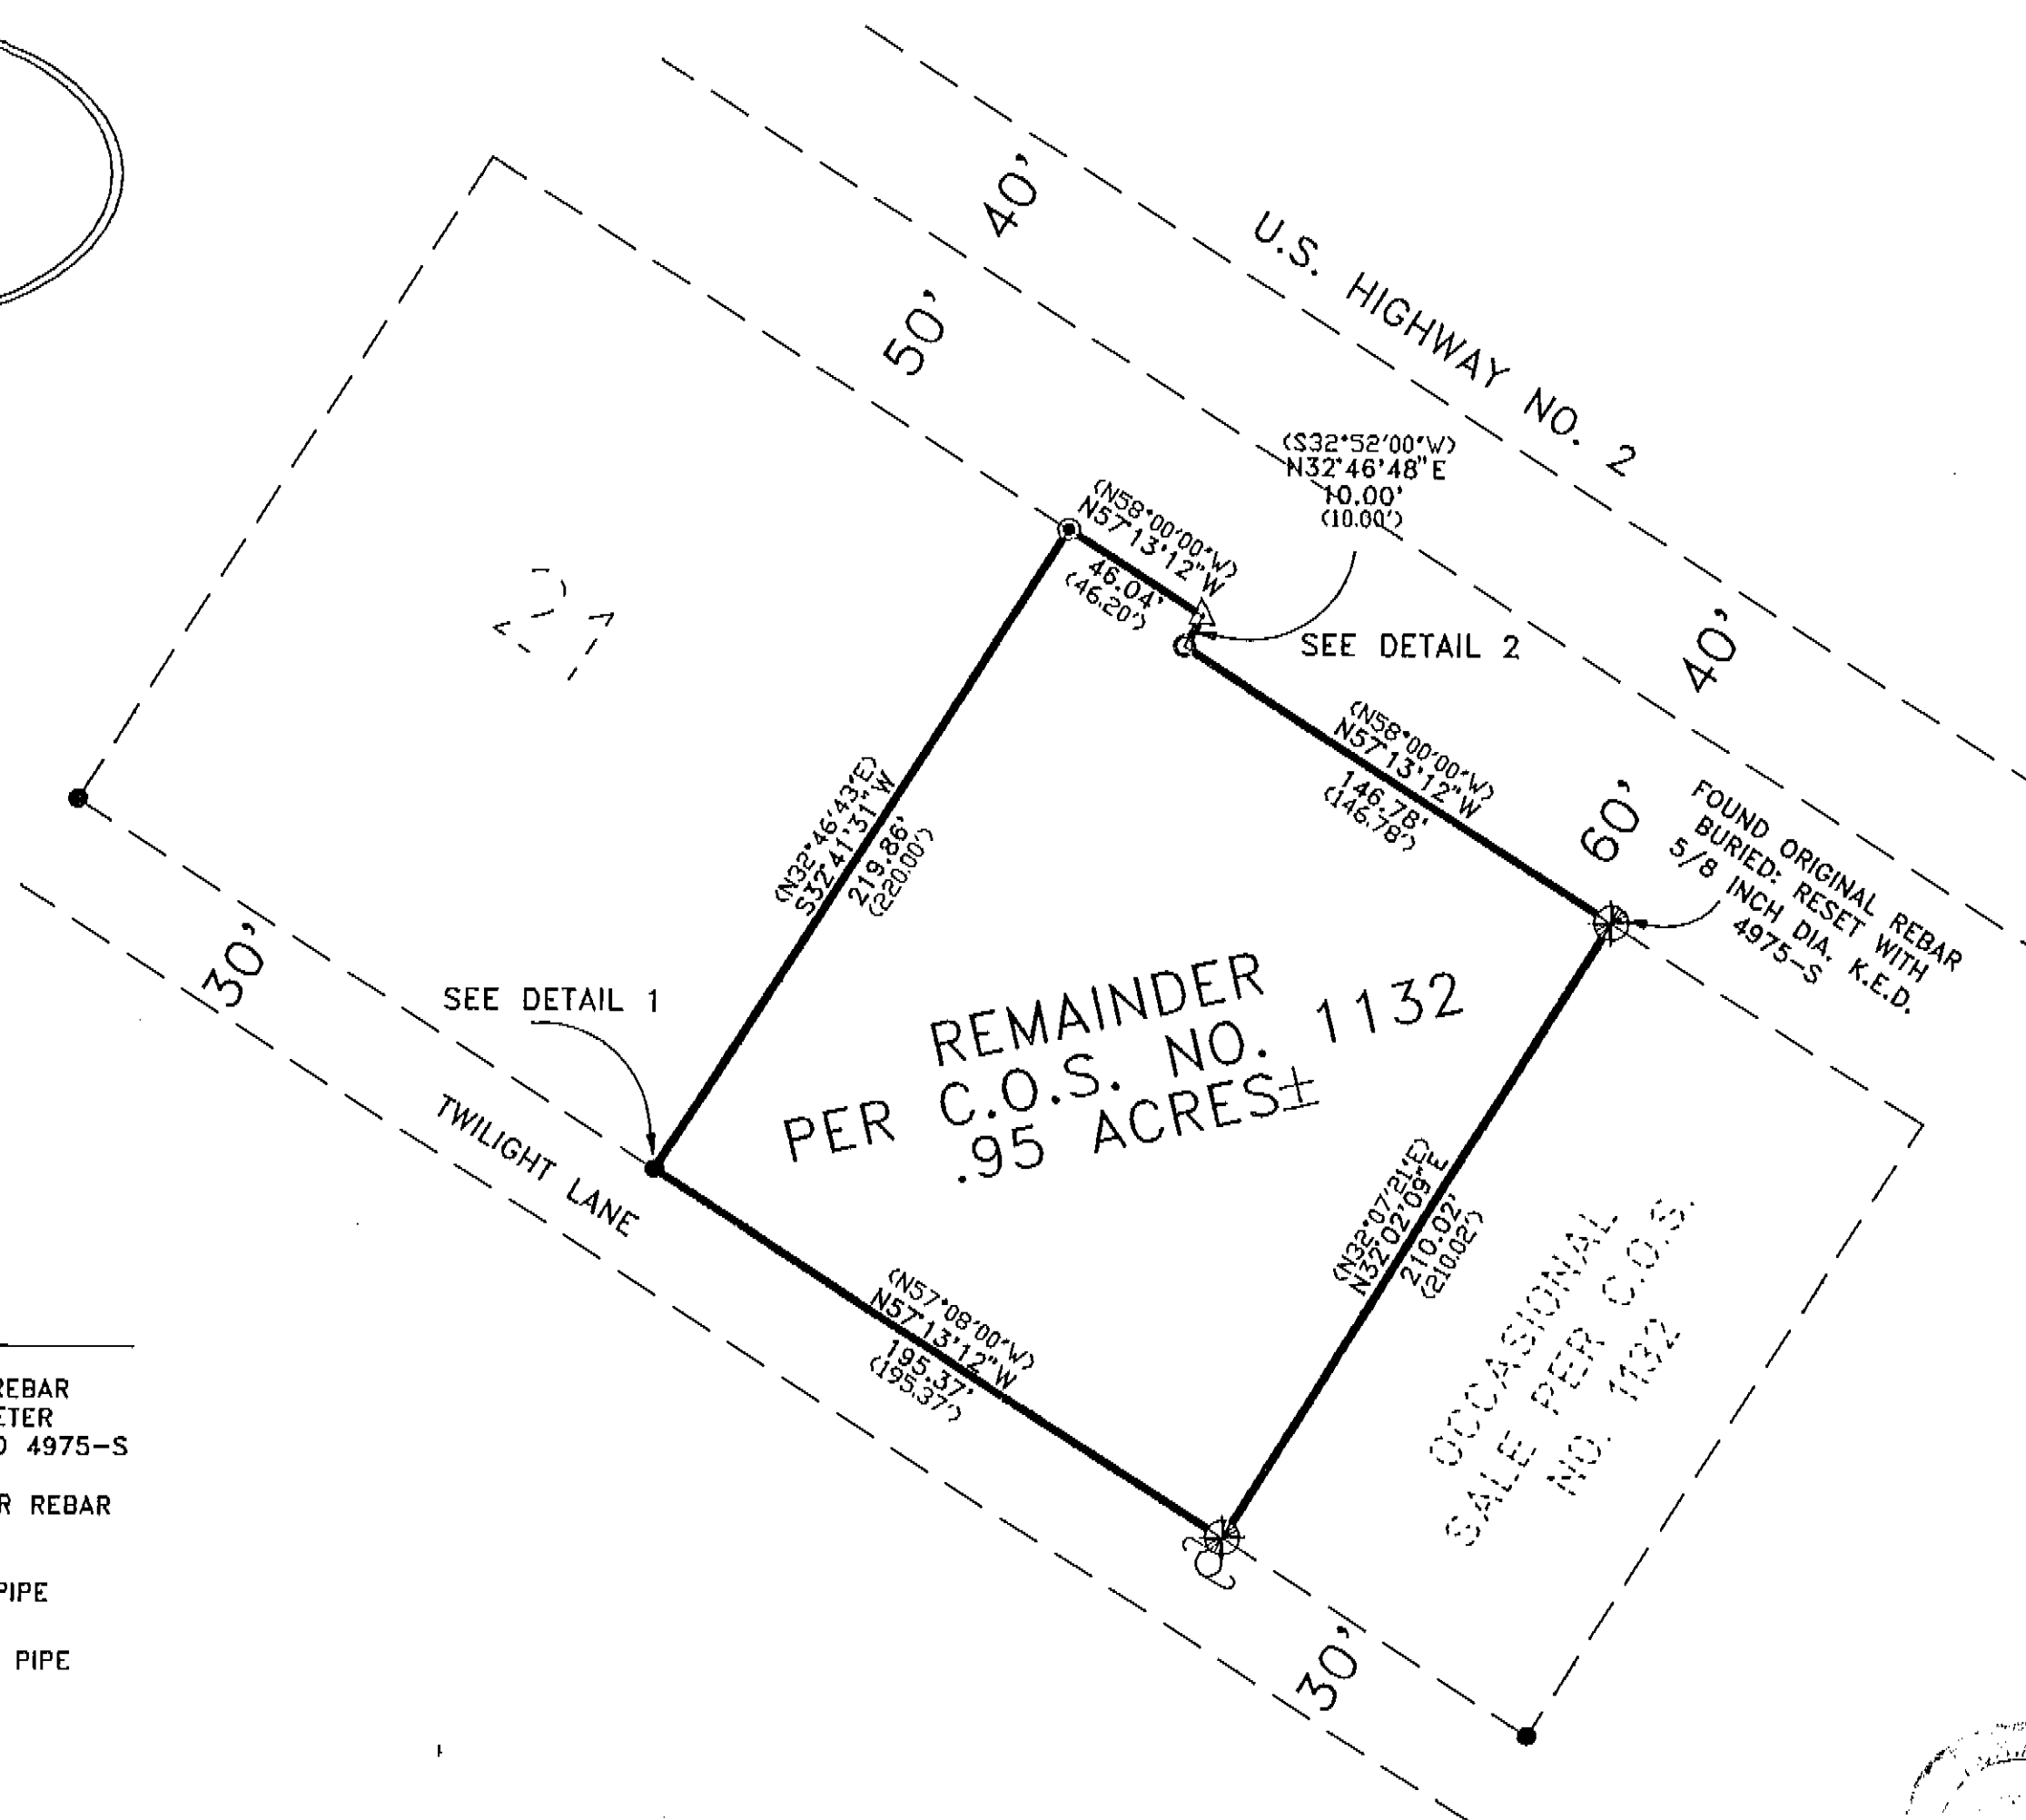 40'
U.S. HIGHWAY NO. 2
50'
(S32°52'00"W)
N32°46'48"E
10.00'
(10.00')
(N58°00'00"W)
N57°13'12"W
46.04'
(46.20')
SEE DETAIL 2
40'
21
(N58°00'00"W)
N57°13'12"W
146.78'
(146.78')
60'
FOUND ORIGINAL REBAR
BURIED: RESET WITH
5/8 INCH DIA. K.E.D.
4975-S
(N32°46'43"E)
S32°41'31"W
219.86'
(220.00')
30'
SEE DETAIL 1
REMAINDER
PER C.O.S. NO. 1132
.95 ACRES±
TWILIGHT LANE
(N32°07'21"E)
N32°02'09"E
210.02'
(210.02')
OCCASIONAL
SALE PER C.O.S.
NO. 1132
(N57°08'00"W)
N57°13'12"W
195.37'
(195.37')
30'
REBAR
4975-S
REBAR
PIPE
PIPE